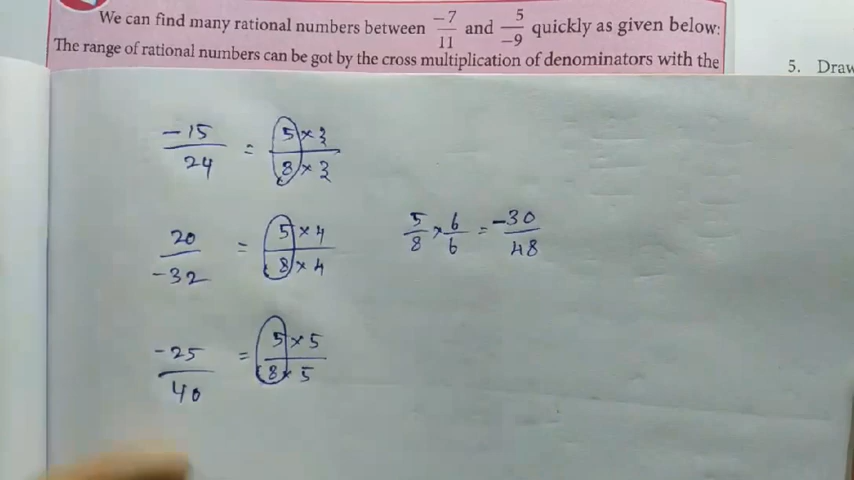 We can find many rational numbers between -7/11 and 5/-9 quickly as given below:
The range of rational numbers can be got by the cross multiplication of denominators with the
5. Draw
-15/24 = 5×3/8×3
20/-32 = 5×4/8×4
5/8 × 6/6 = -30/48
-25/40 = 5×5/8×5